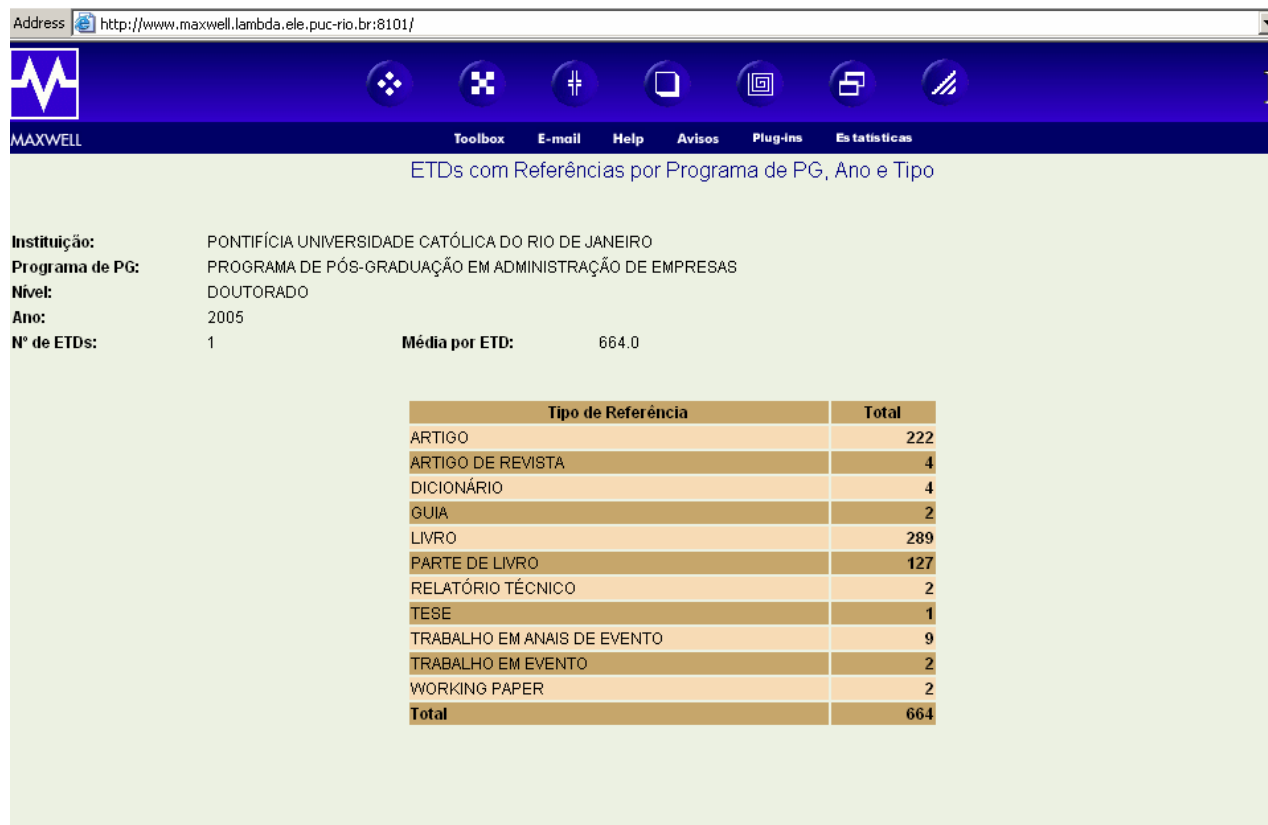 Address http://www.maxwell.lambda.ele.puc-rio.br:8101/
MAXWELL Toolbox E-mail Help Avisos Plug-ins Estatísticas
ETDs com Referências por Programa de PG, Ano e Tipo
Instituição: PONTIFÍCIA UNIVERSIDADE CATÓLICA DO RIO DE JANEIRO
Programa de PG: PROGRAMA DE PÓS-GRADUAÇÃO EM ADMINISTRAÇÃO DE EMPRESAS
Nível: DOUTORADO
Ano: 2005
Nº de ETDs: 1 Média por ETD: 664.0
Tipo de Referência Total
ARTIGO 222
ARTIGO DE REVISTA 4
DICIONÁRIO 4
GUIA 2
LIVRO 289
PARTE DE LIVRO 127
RELATÓRIO TÉCNICO 2
TESE 1
TRABALHO EM ANAIS DE EVENTO 9
TRABALHO EM EVENTO 2
WORKING PAPER 2
Total 664